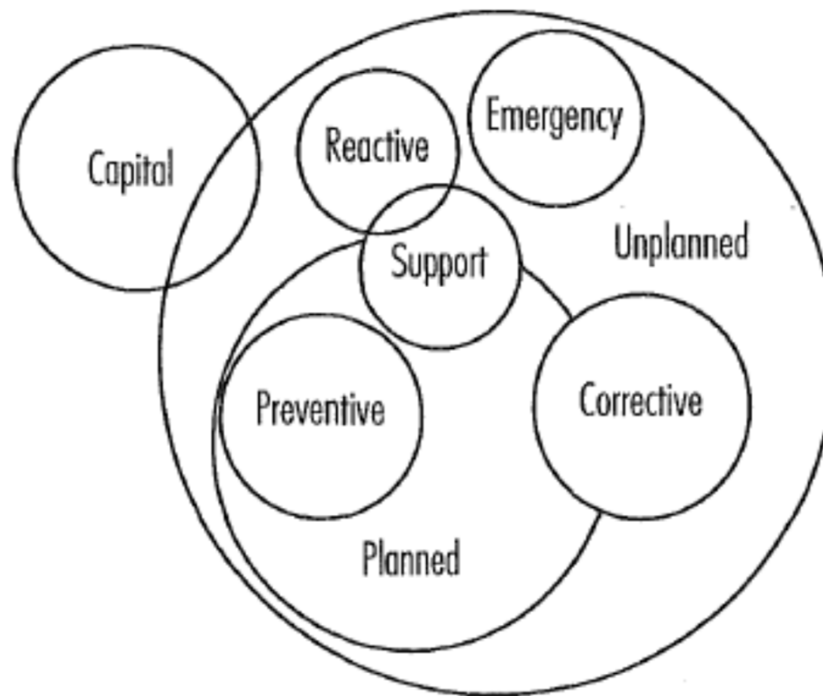 Emergency
Reactive
Capital
Unplanned
Support
Preventive
Corrective
Planned